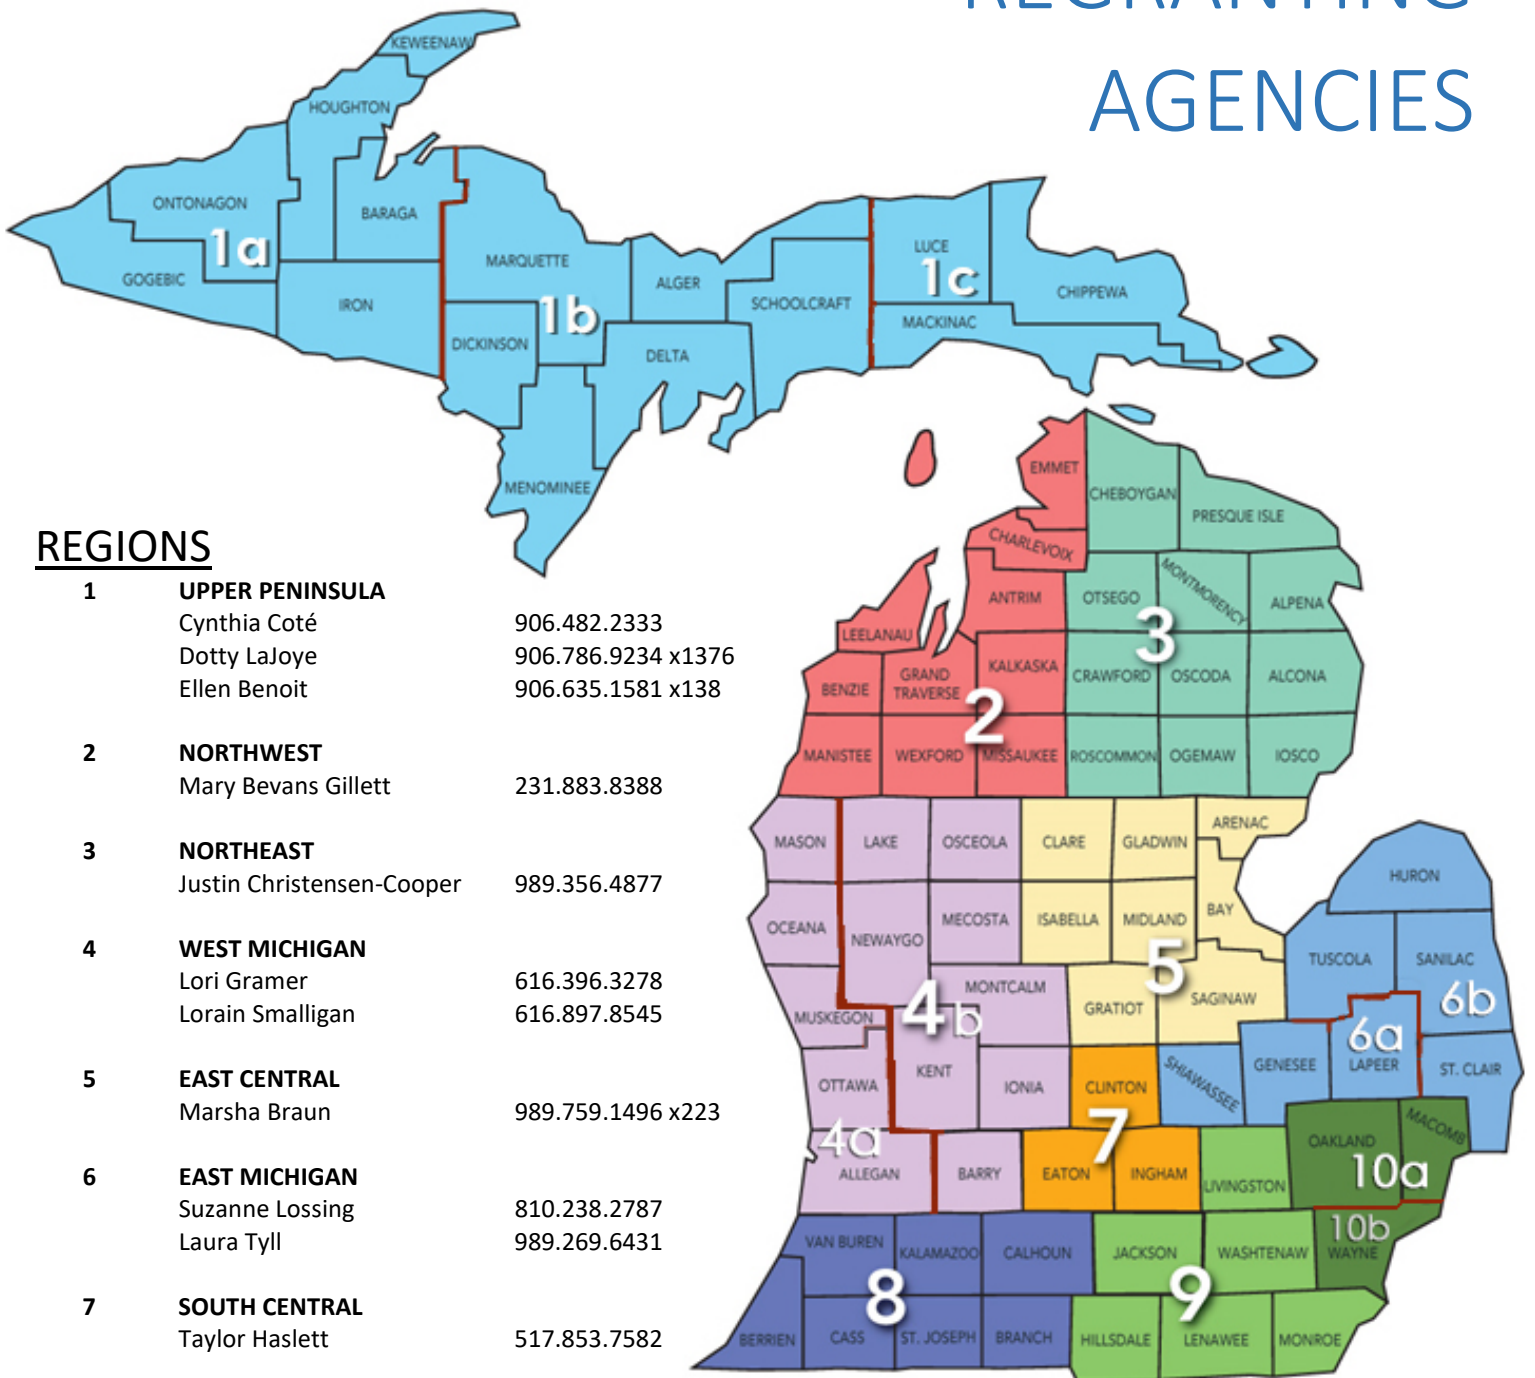 REGRANTING
AGENCIES
KEWEENAW
HOUGHTON
ONTONAGON
BARAGA
1a
GOGEBIC
IRON
MARQUETTE
1b
ALGER
SCHOOLCRAFT
DICKINSON
DELTA
MENOMINEE
LUCE
1c
CHIPPEWA
MACKINAC
EMMET
CHEBOYGAN
PRESQUE ISLE
CHARLEVOIX
ANTRIM
OTSEGO
MONTMORENCY
ALPENA
3
LEELANAU
BENZIE
GRAND
TRAVERSE
KALKASKA
CRAWFORD
OSCODA
ALCONA
2
MANISTEE
WEXFORD
MISSAUKEE
ROSCOMMON
OGEMAW
IOSCO
MASON
LAKE
OSCEOLA
CLARE
GLADWIN
ARENAC
HURON
OCEANA
NEWAYGO
MECOSTA
ISABELLA
MIDLAND
BAY
5
TUSCOLA
SANILAC
6b
MUSKEGON
4b
MONTCALM
GRATIOT
SAGINAW
6a
OTTAWA
KENT
IONIA
CLINTON
SHIAWASSEE
GENESEE
LAPEER
ST. CLAIR
4a
ALLEGAN
BARRY
7
EATON
INGHAM
LIVINGSTON
OAKLAND
MACOMB
10a
10b
VAN BUREN
KALAMAZOO
CALHOUN
JACKSON
WASHTENAW
WAYNE
8
9
BERRIEN
CASS
ST. JOSEPH
BRANCH
HILLSDALE
LENAWEE
MONROE
REGIONS
1 UPPER PENINSULA
Cynthia Coté 906.482.2333
Dotty LaJoye 906.786.9234 x1376
Ellen Benoit 906.635.1581 x138
2 NORTHWEST
Mary Bevans Gillett 231.883.8388
3 NORTHEAST
Justin Christensen-Cooper 989.356.4877
4 WEST MICHIGAN
Lori Gramer 616.396.3278
Lorain Smalligan 616.897.8545
5 EAST CENTRAL
Marsha Braun 989.759.1496 x223
6 EAST MICHIGAN
Suzanne Lossing 810.238.2787
Laura Tyll 989.269.6431
7 SOUTH CENTRAL
Taylor Haslett 517.853.7582